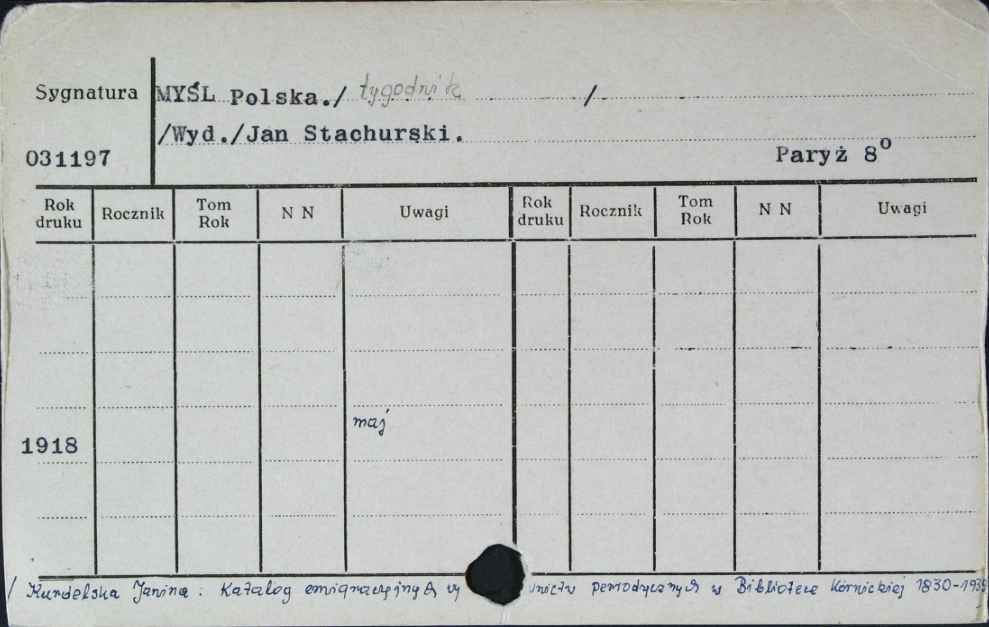 Sygnatura MYŚL Polska./ tygodnik /
/Wyd./Jan Stachurski.
031197 Paryż 8°
Rok druku Rocznik Tom Rok N N Uwagi Rok druku Rocznik Tom Rok N N Uwagi
maj
1918
/ Kurdelska Janina : Katalog emigracyjnych periodycznych w Bibliotece Kórnickiej 1830-1939